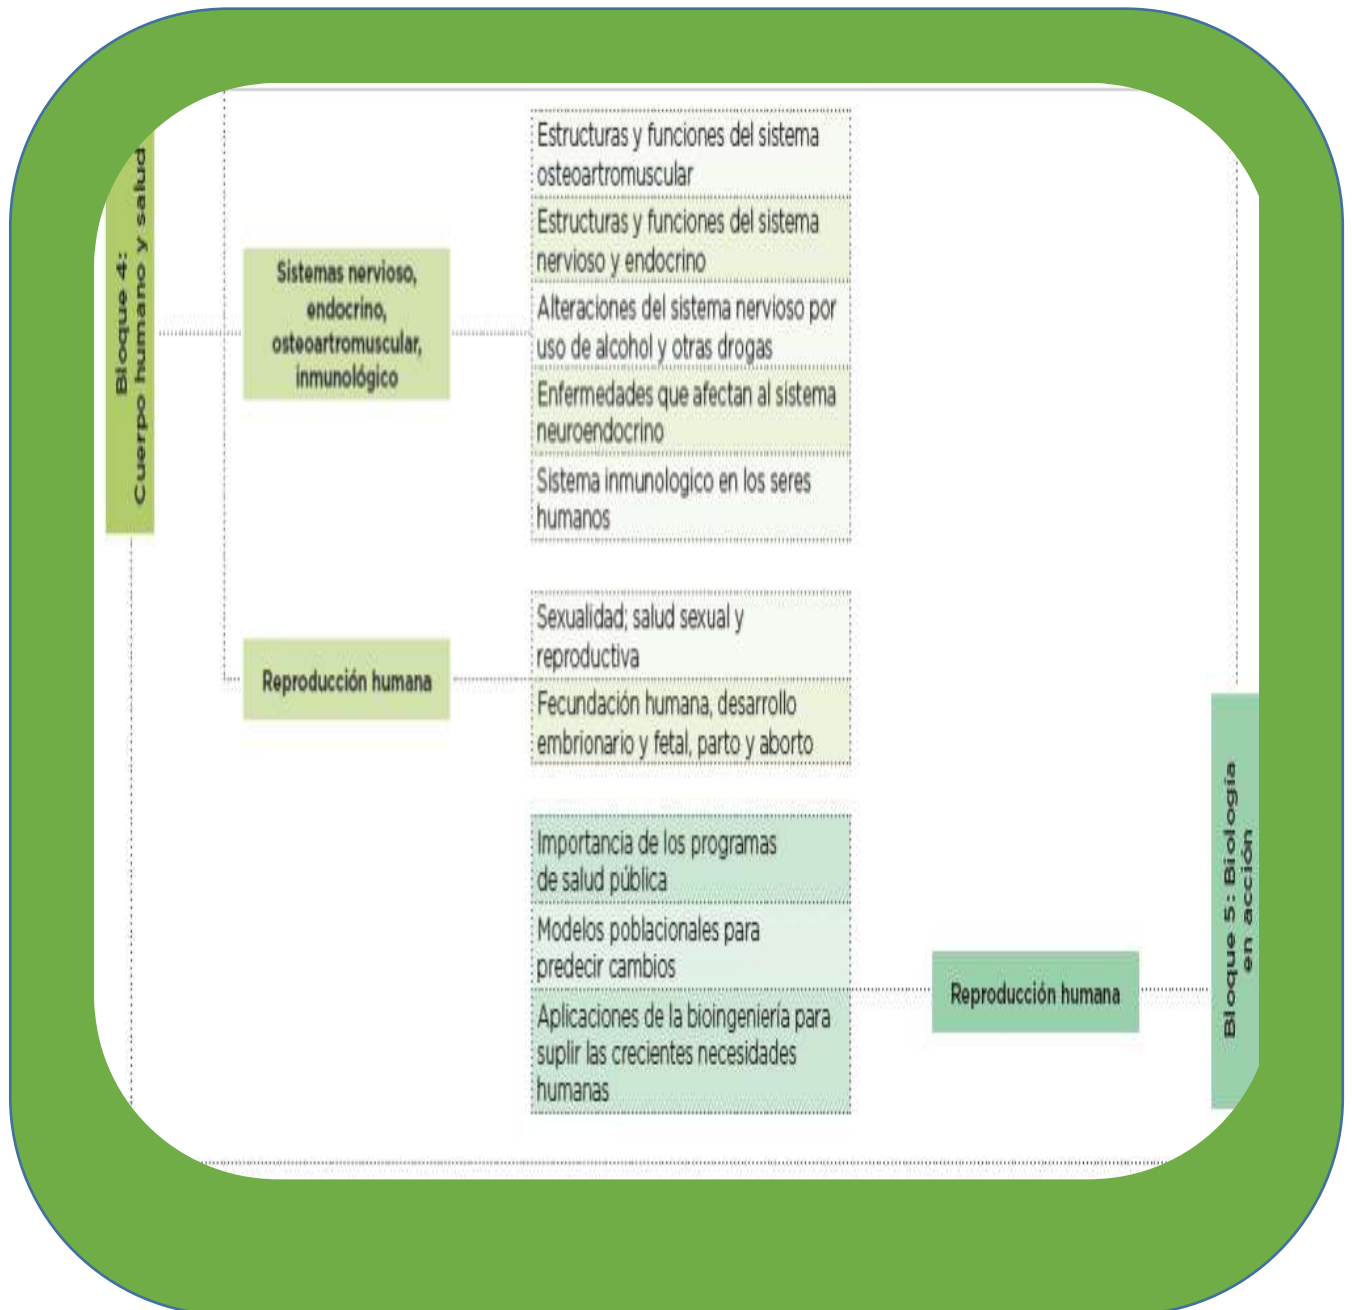 Bloque 4:
Cuerpo humano y salud
Sistemas nervioso,
endocrino,
osteoartromuscular,
inmunológico
Estructuras y funciones del sistema
osteoartromuscular
Estructuras y funciones del sistema
nervioso y endocrino
Alteraciones del sistema nervioso por
uso de alcohol y otras drogas
Enfermedades que afectan al sistema
neuroendocrino
Sistema inmunologico en los seres
humanos
Reproducción humana
Sexualidad; salud sexual y
reproductiva
Fecundación humana, desarrollo
embrionario y fetal, parto y aborto
Importancia de los programas
de salud pública
Modelos poblacionales para
predecir cambios
Aplicaciones de la bioingeniería para
suplir las crecientes necesidades
humanas
Reproducción humana
Bloque 5: Biología
en acción